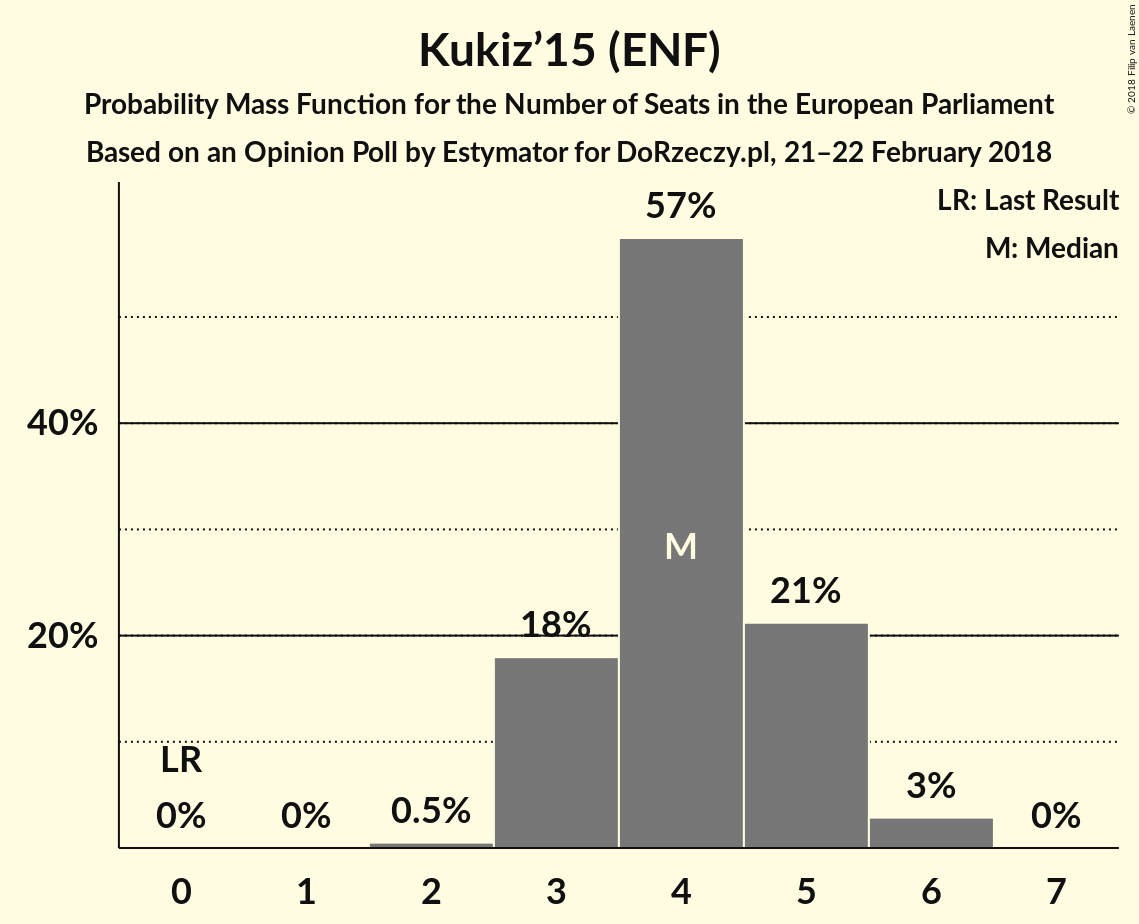 Kukiz’15 (ENF)
Probability Mass Function for the Number of Seats in the European Parliament
Based on an Opinion Poll by Estymator for DoRzeczy.pl, 21–22 February 2018
© 2018 Filip van Laenen
LR: Last Result
M: Median
57%
40%
M
21%
18%
20%
LR
3%
0.5%
0% 0% 0%
0 1 2 3 4 5 6 7